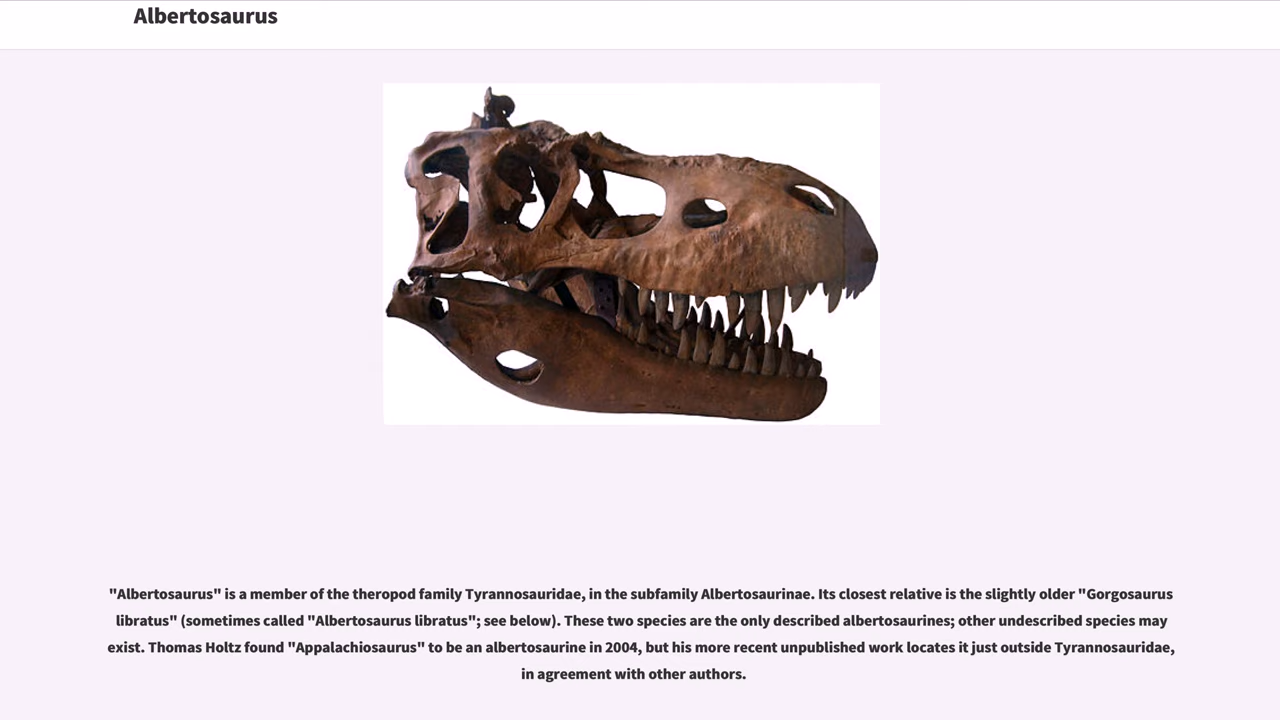 Albertosaurus
"Albertosaurus" is a member of the theropod family Tyrannosauridae, in the subfamily Albertosaurinae. Its closest relative is the slightly older "Gorgosaurus
libratus" (sometimes called "Albertosaurus libratus"; see below). These two species are the only described albertosaurines; other undescribed species may
exist. Thomas Holtz found "Appalachiosaurus" to be an albertosaurine in 2004, but his more recent unpublished work locates it just outside Tyrannosauridae,
in agreement with other authors.